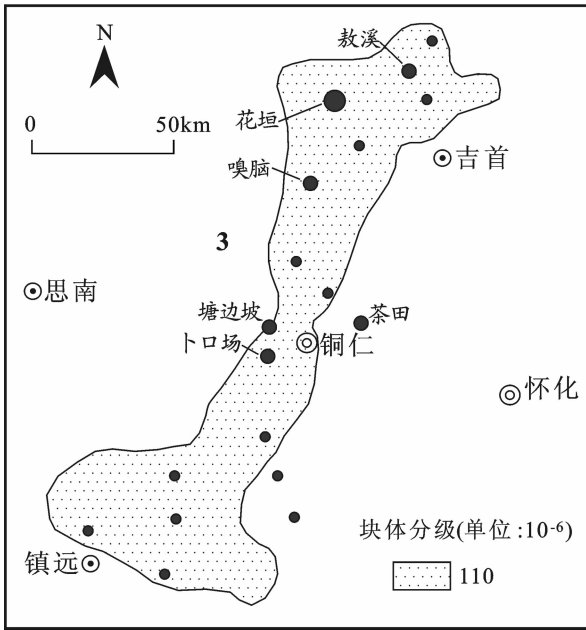 N
敖溪
0
50km
花垣
吉首
嗅脑
3
思南
塘边坡
茶田
卜口场
铜仁
怀化
块体分级(单位:10⁻⁶)
镇远
110